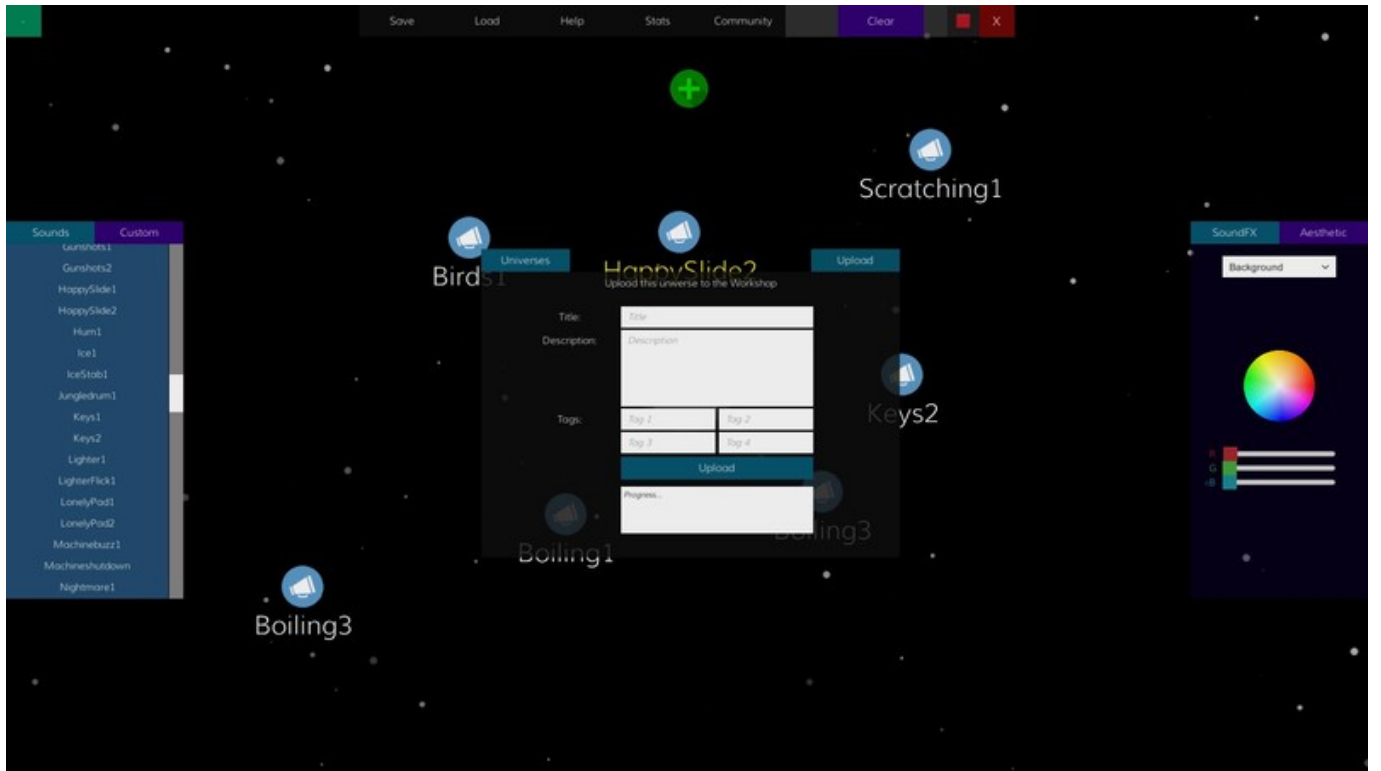 -
Save Load Help Stats Community Clear X
Scratching1
Sounds Custom
Gunshots1
Gunshots2
HappySlide1
HappySlide2
Hum1
Ice1
IceStab1
Jungledrum1
Keys1
Keys2
Lighter1
LighterFlick1
LonelyPad1
LonelyPad2
Machinebuzz1
Machineshutdown
Nightmare1
Birds1
HappySlide2
Universes Upload
Upload this universe to the Workshop
Title: Title
Description: Description
Tags: Tag 1 Tag 2
Tag 3 Tag 4
Upload
Progress...
Keys2
Boiling1
Boiling3
Boiling3
SoundFX Aesthetic
Background
R
G
B